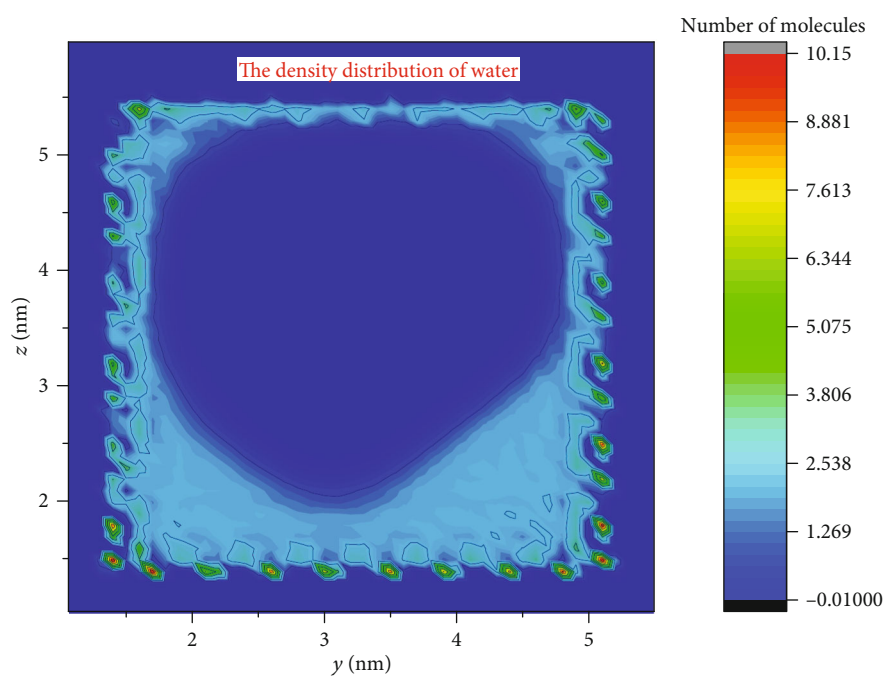 Number of molecules
The density distribution of water
10.15
8.881
7.613
6.344
5.075
3.806
2.538
1.269
−0.01000
z (nm)
5
4
3
2
2 3 4 5
y (nm)